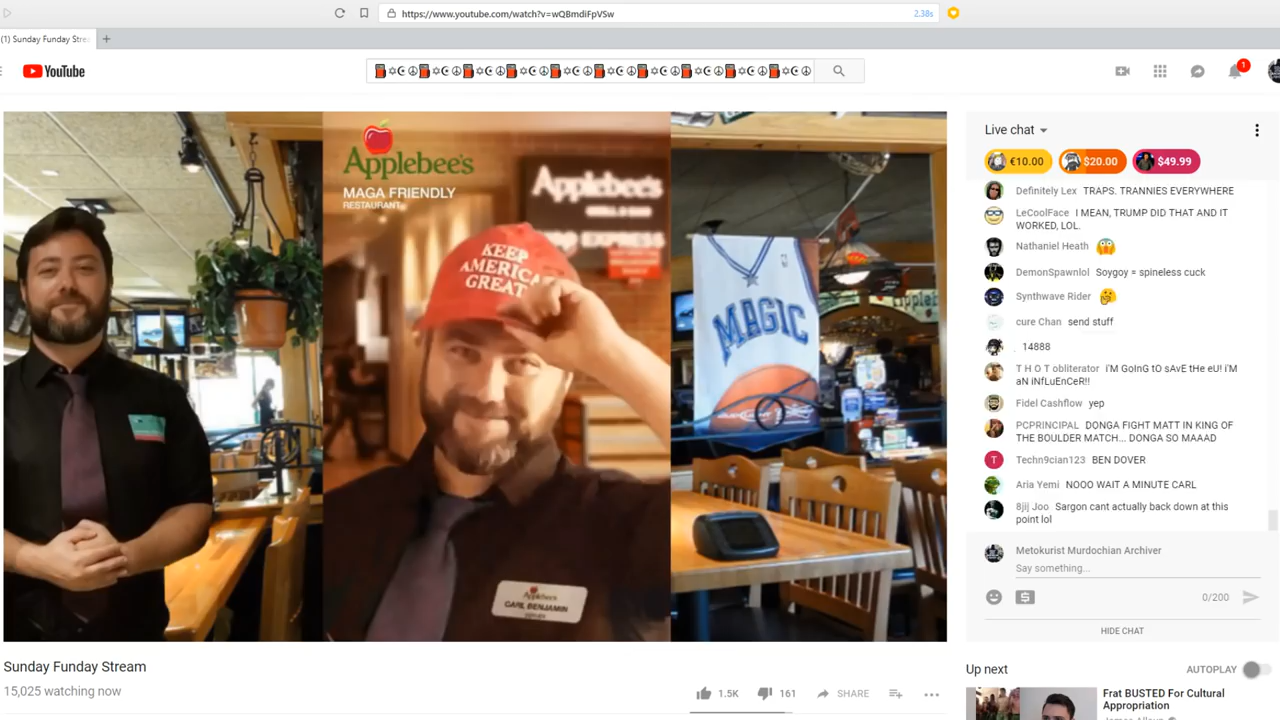 https://www.youtube.com/watch?v=wQBmdiFpVSw
2.38s
(1) Sunday Funday Stre
YouTube
1
Applebee's
MAGA FRIENDLY
RESTAURANT
Applebee's
EXPRESS
KEEP
AMERICA
GREAT
Applebee's
CARL BENJAMIN
MAGIC
Live chat
€10.00
$20.00
$49.99
Definitely Lex TRAPS. TRANNIES EVERYWHERE
LeCoolFace I MEAN, TRUMP DID THAT AND IT
WORKED, LOL.
Nathaniel Heath
DemonSpawnlol Soygoy = spineless cuck
Synthwave Rider
cure Chan send stuff
14888
T H O T obliterator i'M GoInG tO sAvE tHe eU! i'M
aN iNfLuEnCeR!!
Fidel Cashflow yep
PCPRINCIPAL DONGA FIGHT MATT IN KING OF
THE BOULDER MATCH... DONGA SO MAAAD
T
Techn9cian123 BEN DOVER
Aria Yemi NOOO WAIT A MINUTE CARL
8jij Joo Sargon cant actually back down at this
point lol
Metokurist Murdochian Archiver
Say something...
0/200
HIDE CHAT
Sunday Funday Stream
15,025 watching now
1.5K
161
SHARE
Up next
AUTOPLAY
Frat BUSTED For Cultural
Appropriation